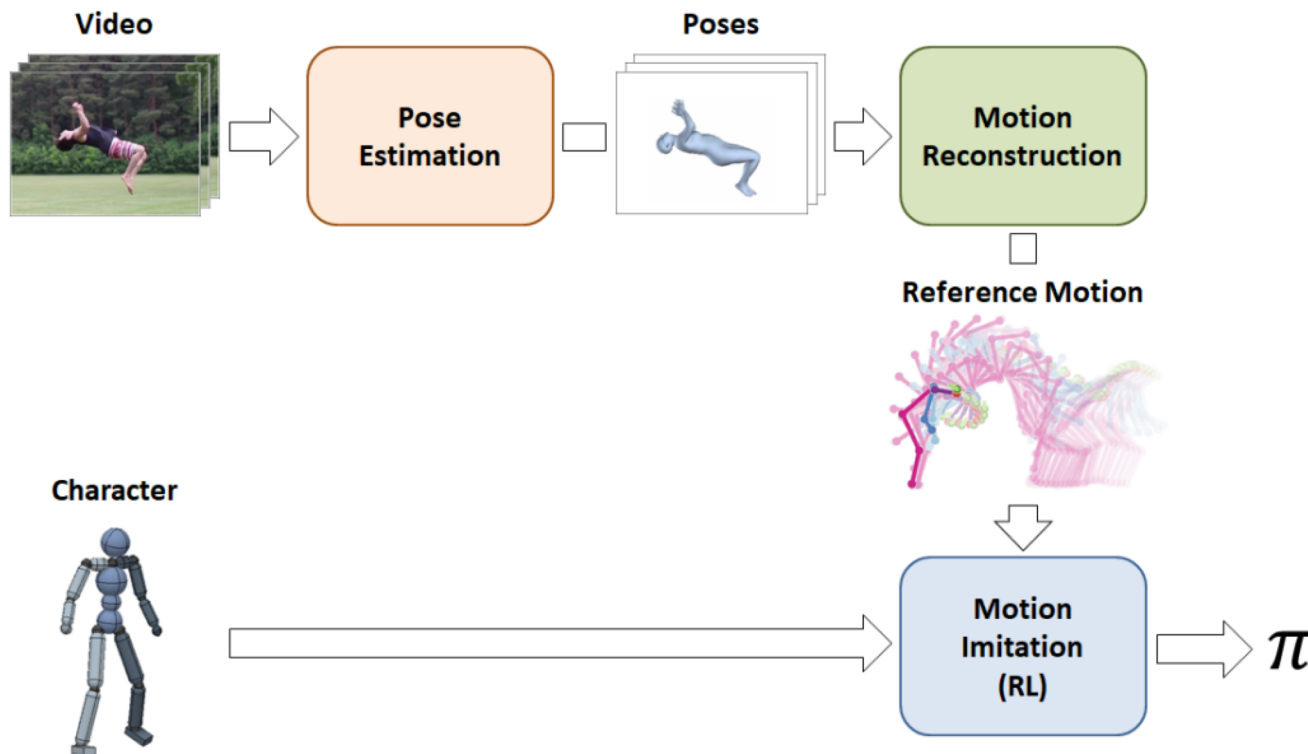 Video
Poses
Pose
Estimation
Motion
Reconstruction
Reference Motion
Character
Motion
Imitation
(RL)
π